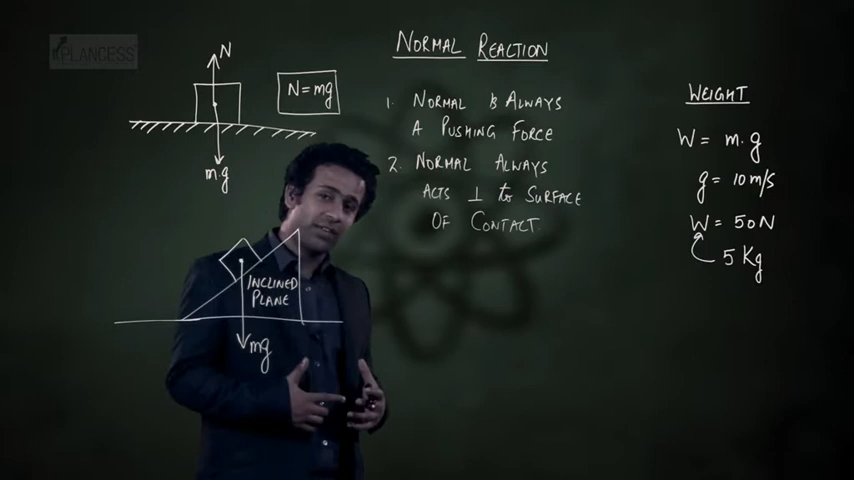 PLANCESS
N
N=mg
m.g
INCLINED
PLANE
mg
NORMAL REACTION
1. NORMAL is ALWAYS
A PUSHING FORCE
2. NORMAL ALWAYS
ACTS ⊥ to SURFACE
OF CONTACT.
WEIGHT
W = m.g
g = 10 m/s
W = 50N
5 Kg